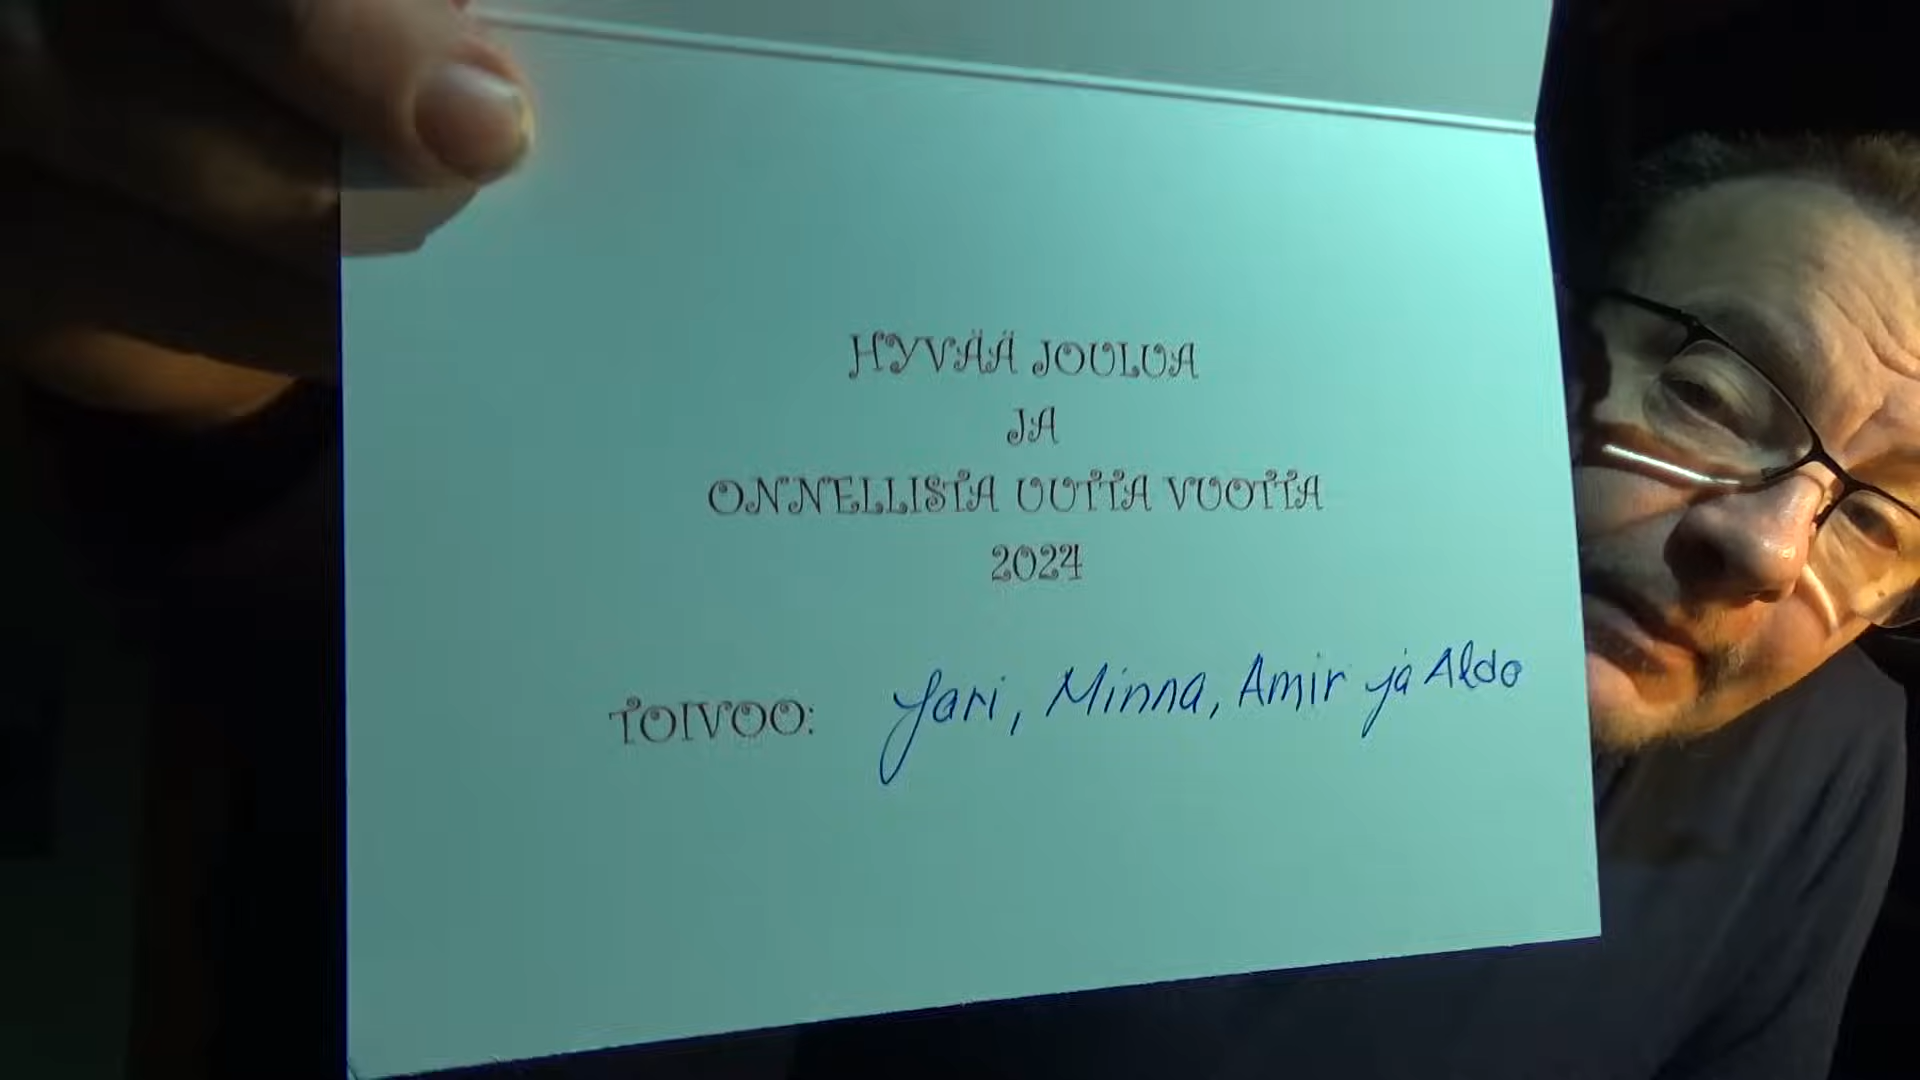 HYVÄÄ JOULUA
JA
ONNELLISTA UUTTA VUOTTA
2024
TOIVOO: Jari, Minna, Amir ja Aldo